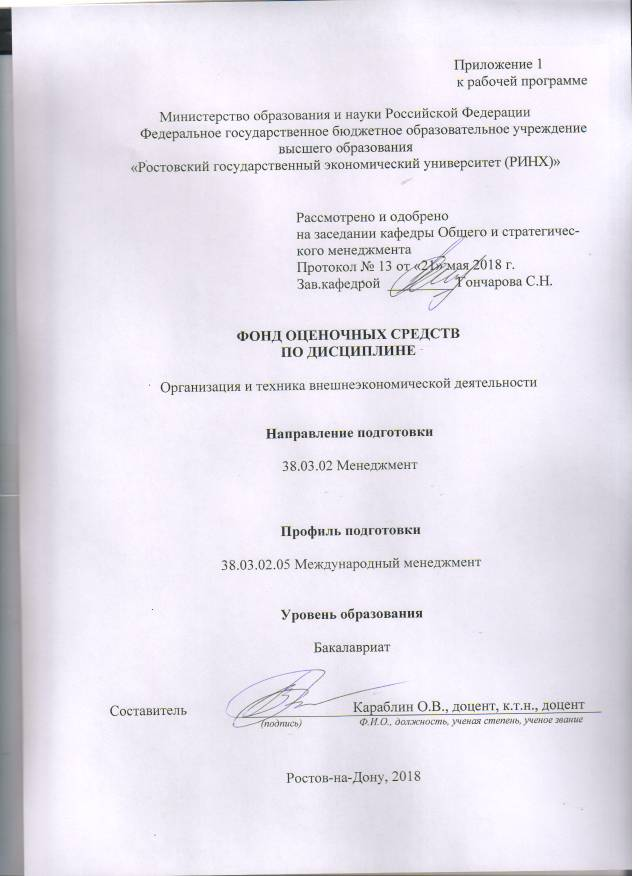 Приложение 1
к рабочей программе
Министерство образования и науки Российской Федерации
Федеральное государственное бюджетное образовательное учреждение
высшего образования
«Ростовский государственный экономический университет (РИНХ)»
Рассмотрено и одобрено
на заседании кафедры Общего и стратегичес-
кого менеджмента
Протокол № 13 от «21» мая 2018 г.
Зав.кафедрой Гончарова С.Н.
ФОНД ОЦЕНОЧНЫХ СРЕДСТВ
ПО ДИСЦИПЛИНЕ
Организация и техника внешнеэкономической деятельности
Направление подготовки
38.03.02 Менеджмент
Профиль подготовки
38.03.02.05 Международный менеджмент
Уровень образования
Бакалавриат
Составитель Караблин О.В., доцент, к.т.н., доцент
(подпись) Ф.И.О., должность, ученая степень, ученое звание
Ростов-на-Дону, 2018